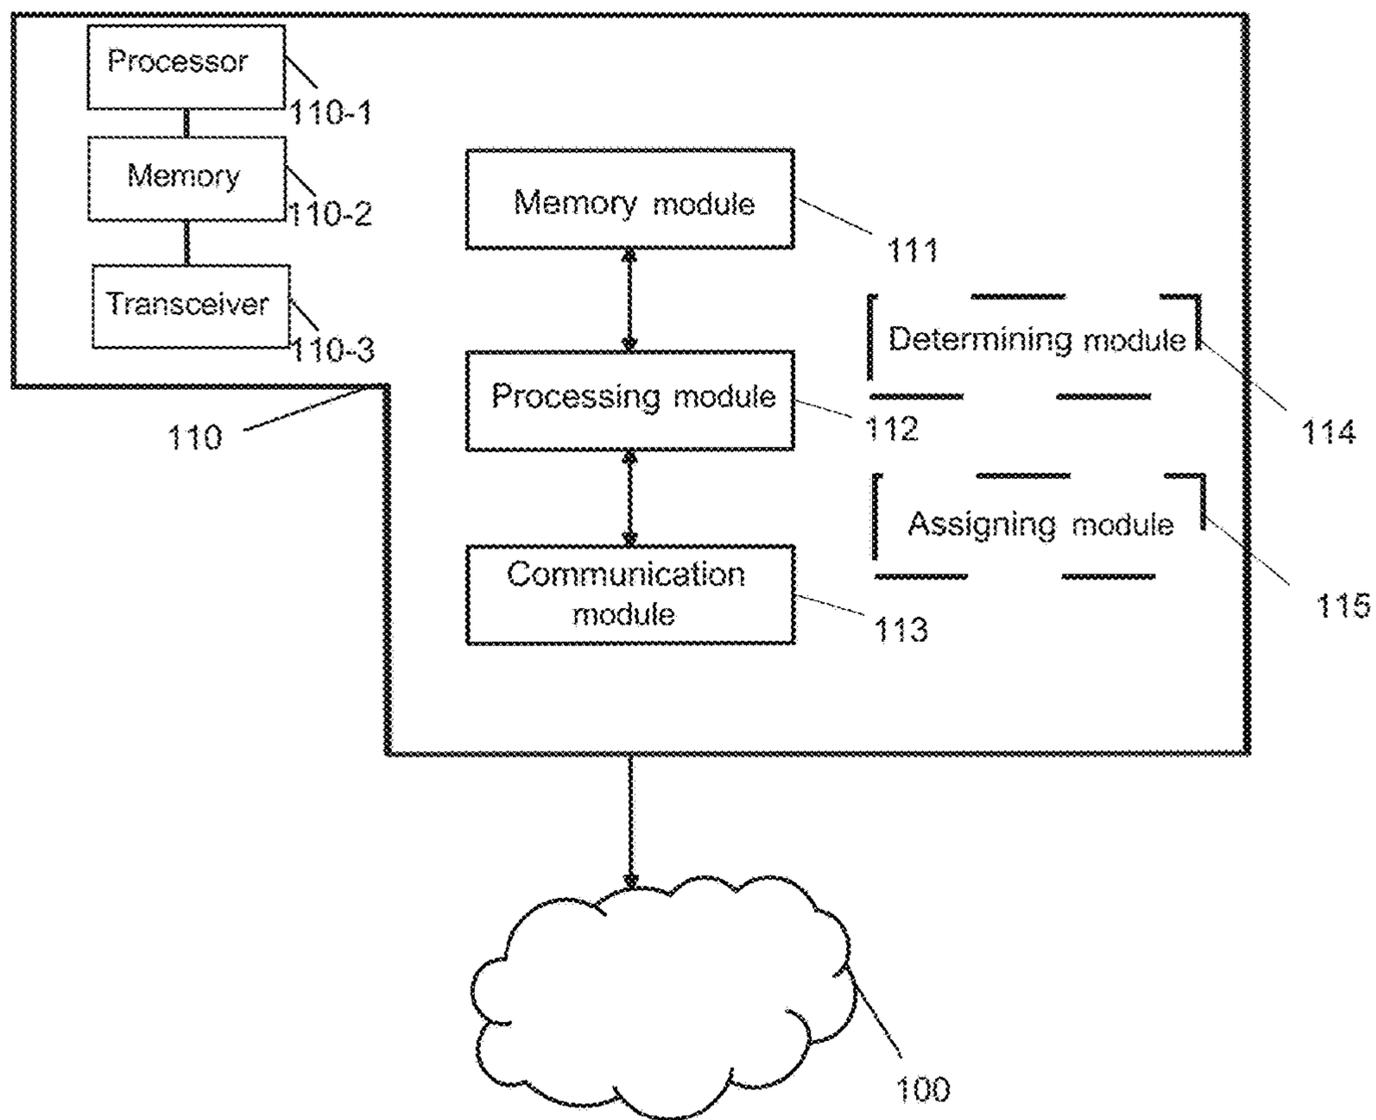 Processor
110-1
Memory
110-2
Transceiver
110-3
110
Memory module
111
Processing module
112
Communication
module
113
Determining module
114
Assigning module
115
100